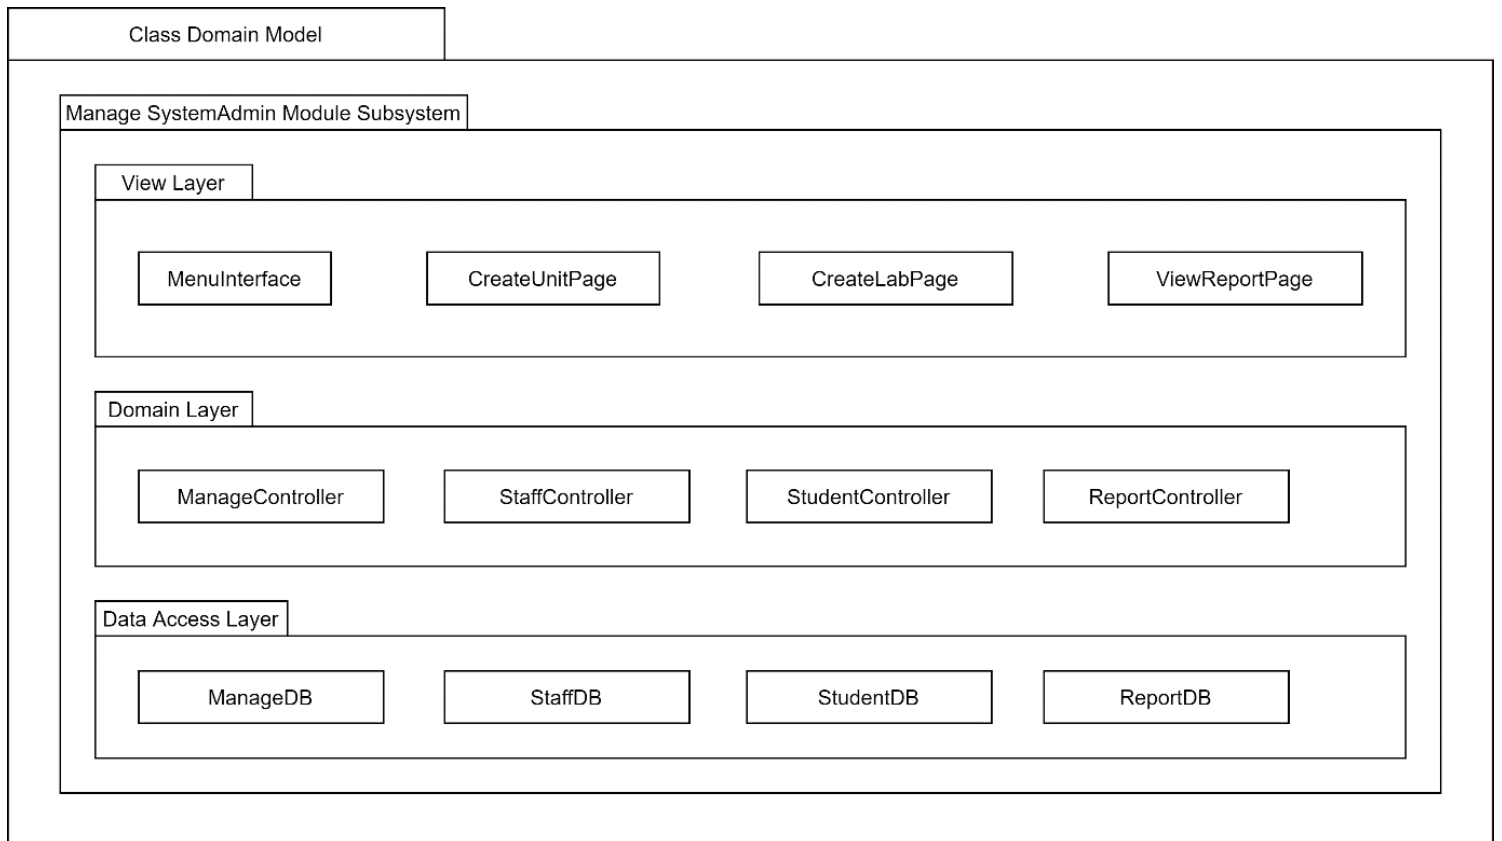 Class Domain Model
Manage SystemAdmin Module Subsystem
View Layer
MenuInterface
CreateUnitPage
CreateLabPage
ViewReportPage
Domain Layer
ManageController
StaffController
StudentController
ReportController
Data Access Layer
ManageDB
StaffDB
StudentDB
ReportDB